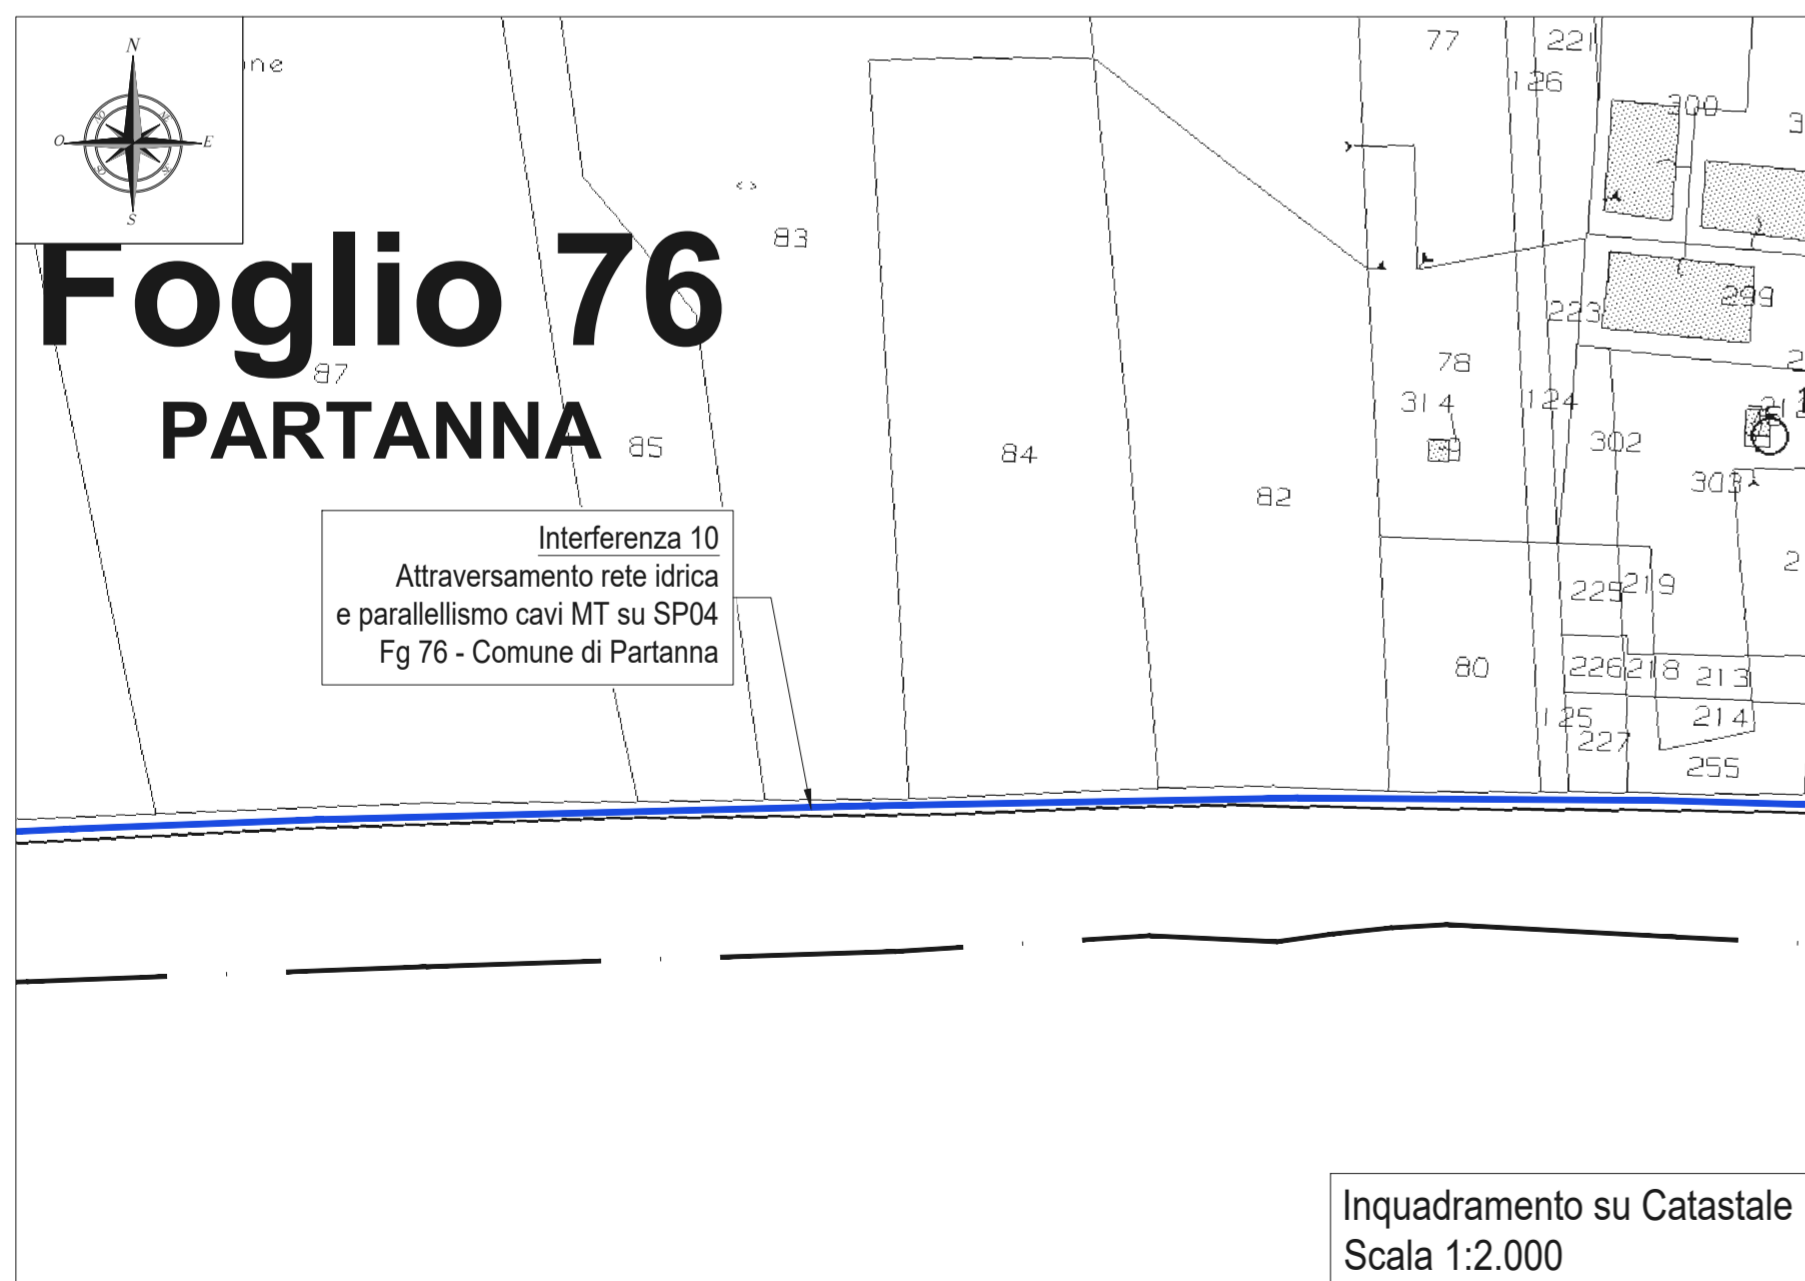 N
O
E
S
ne
Foglio 76
PARTANNA
77
221
126
300
83
223
299
87
78
314
124
302
85
84
303
82
Interferenza 10
Attraversamento rete idrica
e parallellismo cavi MT su SP04
Fg 76 - Comune di Partanna
225
219
80
226
218
213
125
214
227
255
Inquadramento su Catastale
Scala 1:2.000